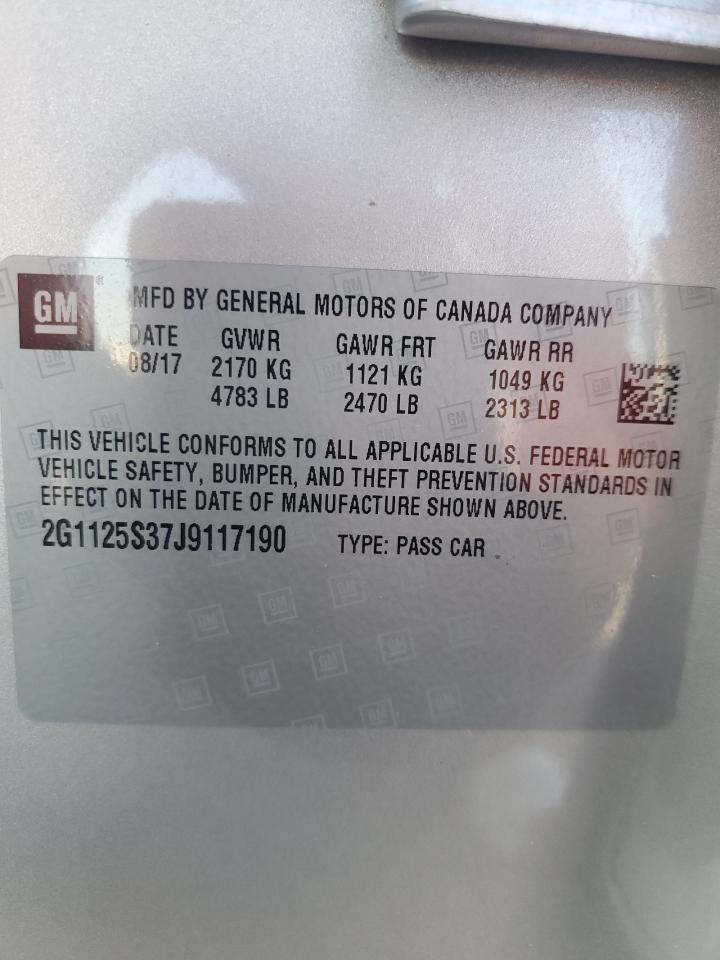 GM ® MFD BY GENERAL MOTORS OF CANADA COMPANY
DATE GVWR GAWR FRT GAWR RR
08/17 2170 KG 1121 KG 1049 KG
4783 LB 2470 LB 2313 LB
THIS VEHICLE CONFORMS TO ALL APPLICABLE U.S. FEDERAL MOTOR
VEHICLE SAFETY, BUMPER, AND THEFT PREVENTION STANDARDS IN
EFFECT ON THE DATE OF MANUFACTURE SHOWN ABOVE.
2G1125S37J9117190 TYPE: PASS CAR